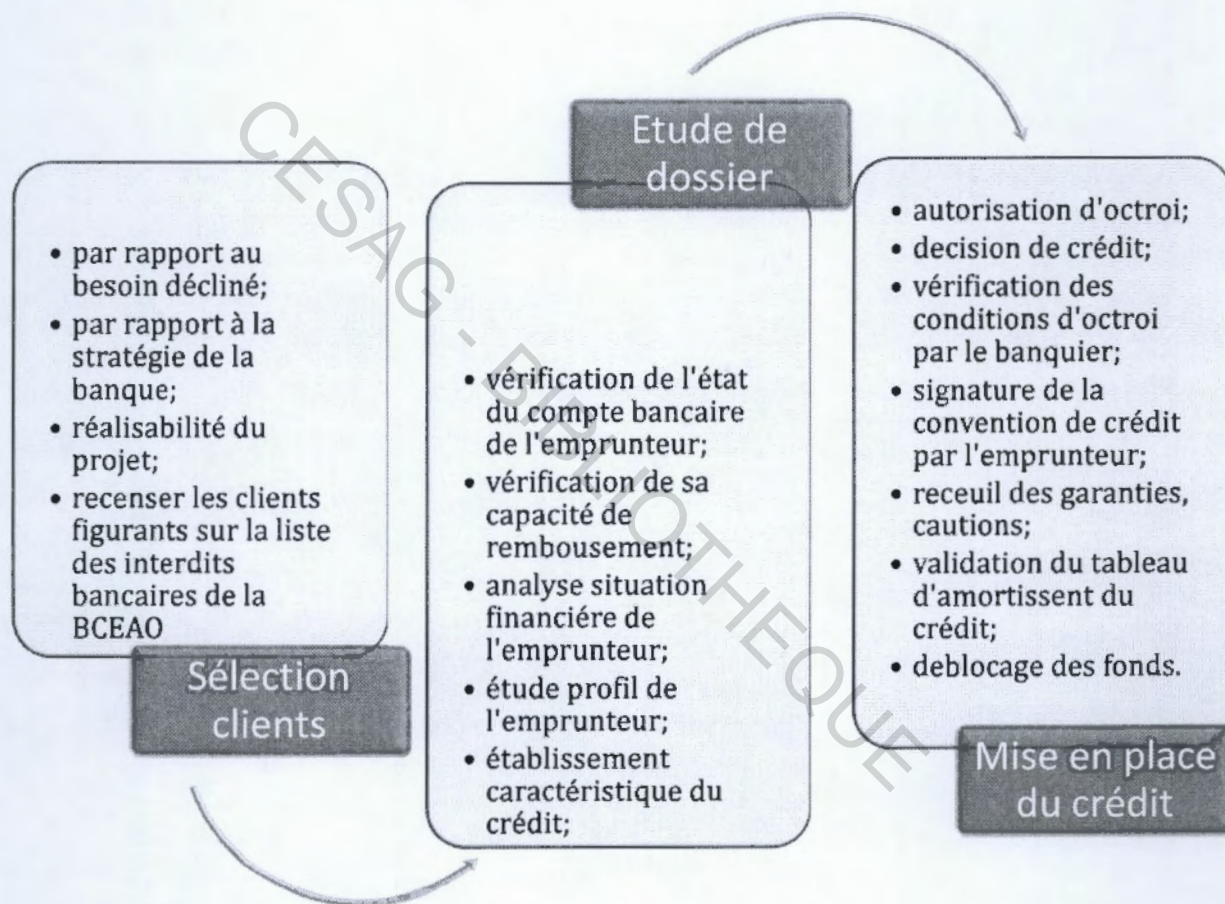 • par rapport au
besoin décliné;
• par rapport à la
stratégie de la
banque;
• réalisabilité du
projet;
• recenser les clients
figurants sur la liste
des interdits
bancaires de la
BCEAO
Sélection
clients
Etude de
dossier
• vérification de l'état
du compte bancaire
de l'emprunteur;
• vérification de sa
capacité de
rembousement;
• analyse situation
financiére de
l'emprunteur;
• étude profil de
l'emprunteur;
• établissement
caractéristique du
crédit;
• autorisation d'octroi;
• decision de crédit;
• vérification des
conditions d'octroi
par le banquier;
• signature de la
convention de crédit
par l'emprunteur;
• receuil des garanties,
cautions;
• validation du tableau
d'amortissent du
crédit;
• deblocage des fonds.
Mise en place
du crédit
CESAG - BIBLIOTHEQUE